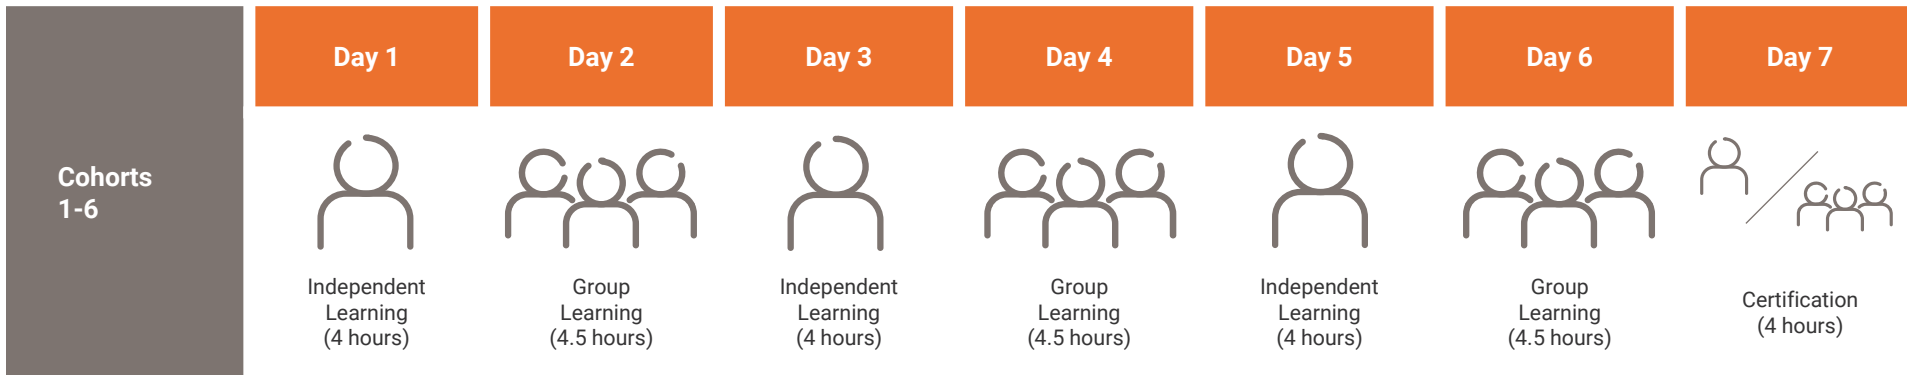 Cohorts
1-6
Day 1
Day 2
Day 3
Day 4
Day 5
Day 6
Day 7
Independent
Learning
(4 hours)
Group
Learning
(4.5 hours)
Independent
Learning
(4 hours)
Group
Learning
(4.5 hours)
Independent
Learning
(4 hours)
Group
Learning
(4.5 hours)
Certification
(4 hours)